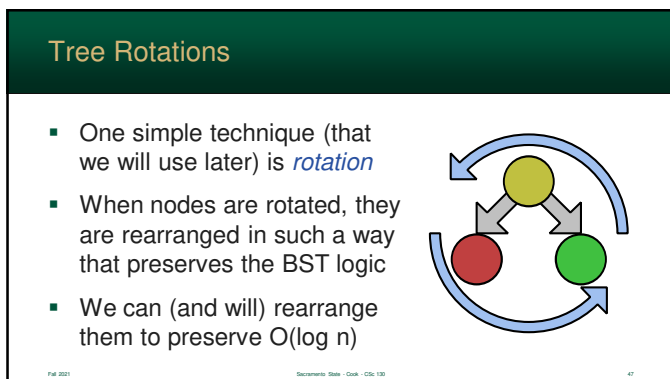 Tree Rotations
▪ One simple technique (that
we will use later) is rotation
▪ When nodes are rotated, they
are rearranged in such a way
that preserves the BST logic
▪ We can (and will) rearrange
them to preserve O(log n)
Fall 2021 Sacramento State - Cook - CSc 130 47